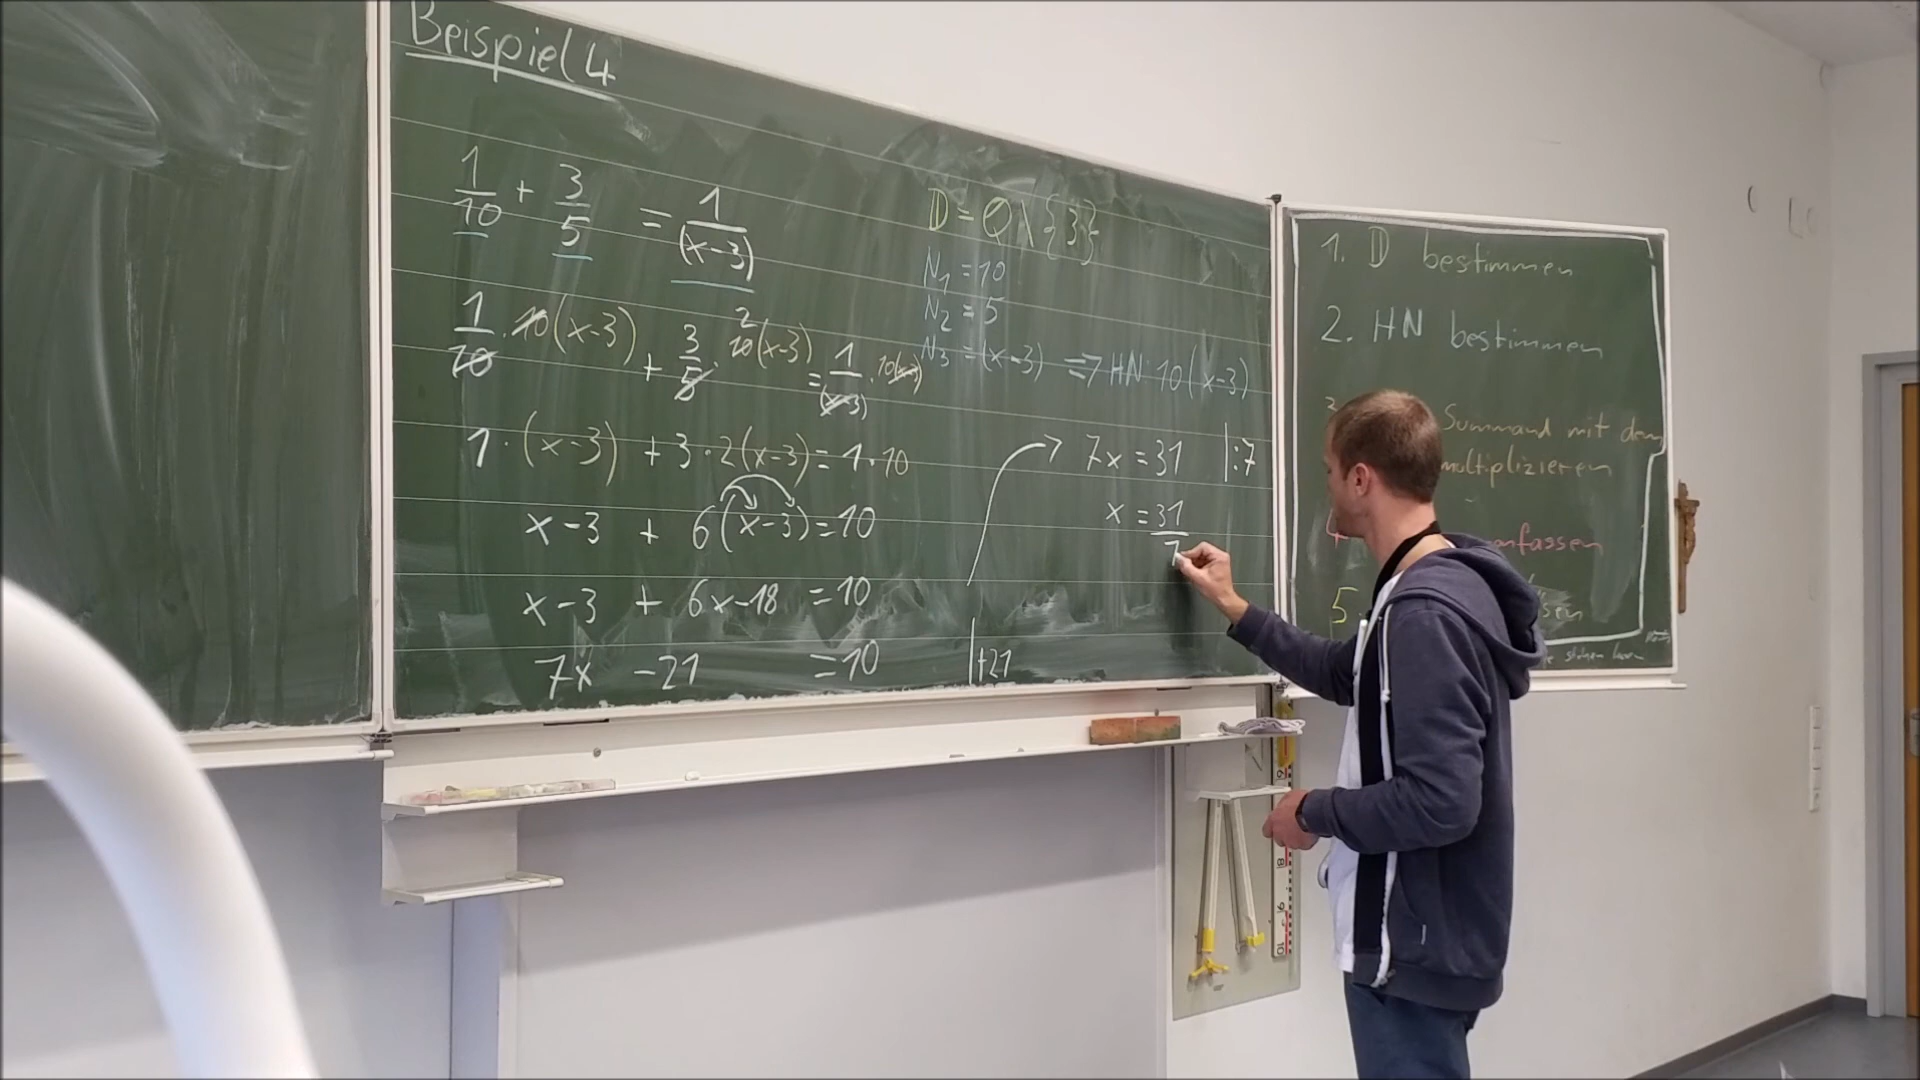 Beispiel 4
1/10 + 3/5 = 1/(x-3)
1/10 · 10(x-3) + 3/5 · 2 10(x-3) = 1/(x-3) · 10(x-3)
1 · (x-3) + 3 · 2(x-3) = 1 · 10
x-3 + 6(x-3) = 10
x-3 + 6x-18 = 10
7x -21 = 10 |+21
D = Q \ {3}
N1 = 10
N2 = 5
N3 = (x-3) => HN: 10(x-3)
7x = 31 |:7
x = 31/7
1. D bestimmen
2. HN bestimmen
Summand mit dem
multiplizieren
nfassen
5.